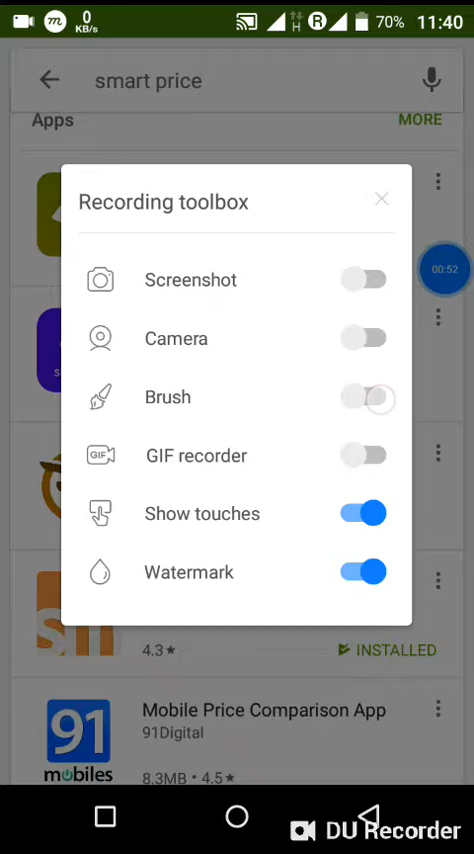 m 0 KB/s H R 70% 11:40
smart price
Apps MORE
Recording toolbox
00:52
Screenshot
Camera
Brush
GIF GIF recorder
Show touches
Watermark
4.3★ INSTALLED
Mobile Price Comparison App
91Digital
8.3MB • 4.5★
91
mobiles
DU Recorder